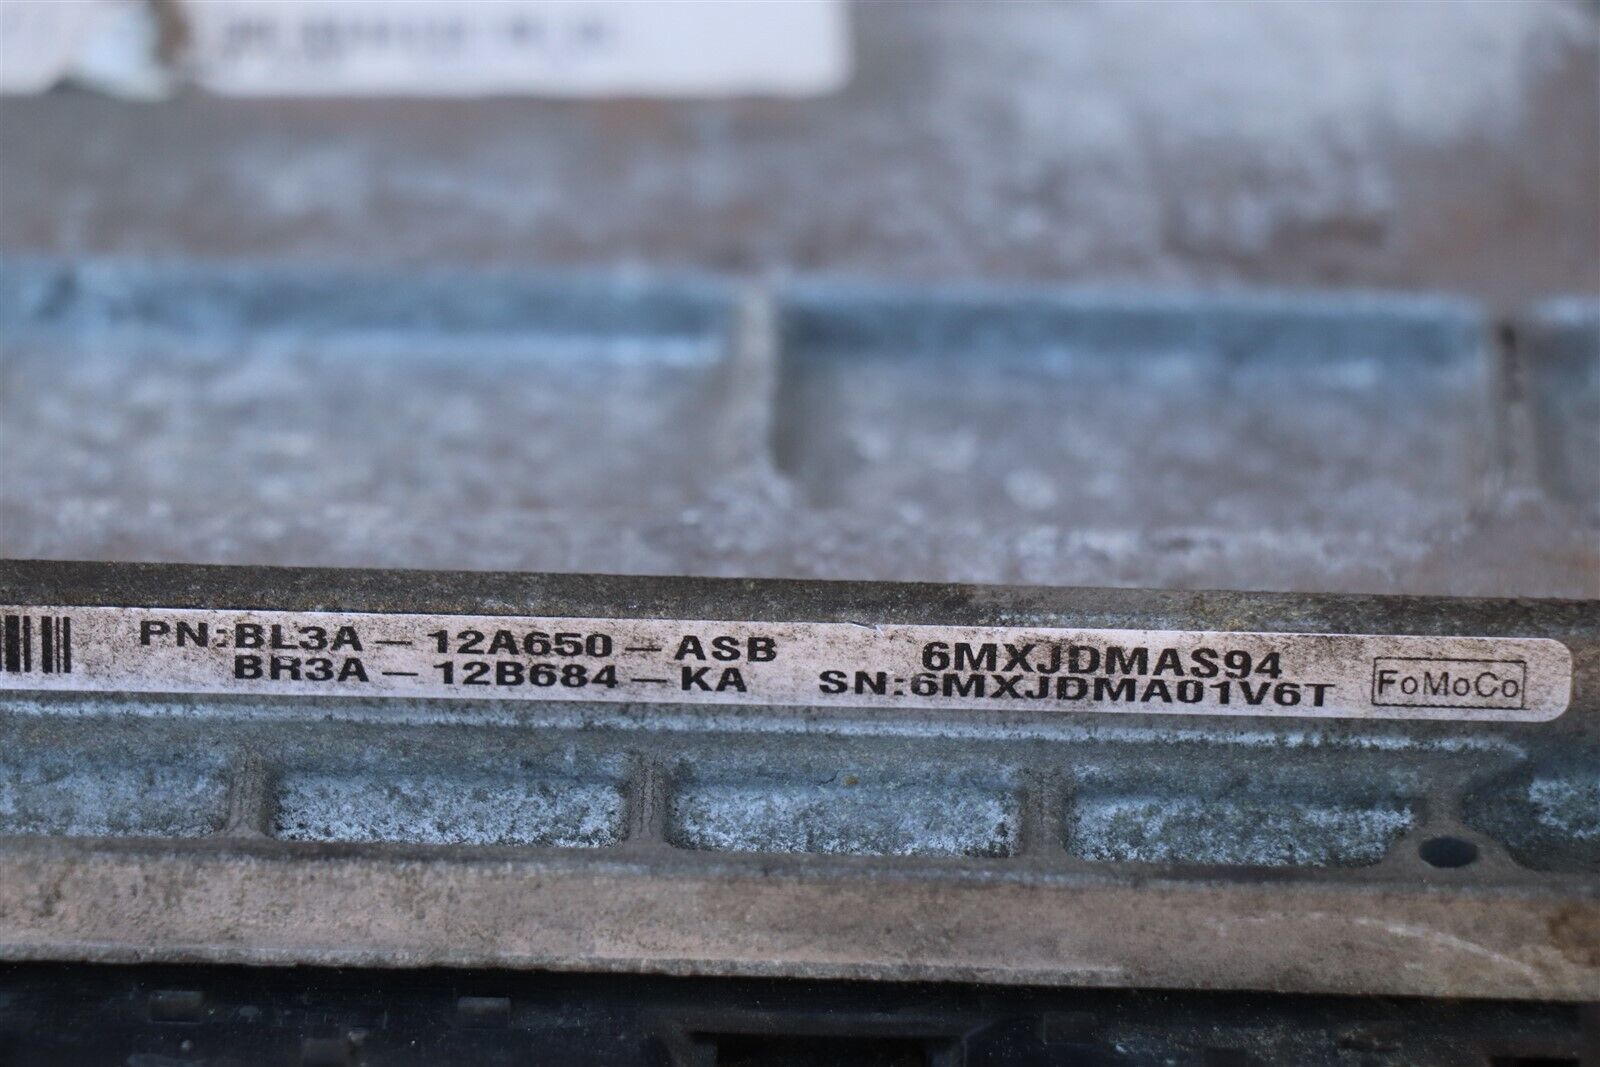 PN:BL3A-12A650-ASB
BR3A-12B684-KA
6MXJDMAS94
SN:6MXJDMA01V6T
FoMoCo